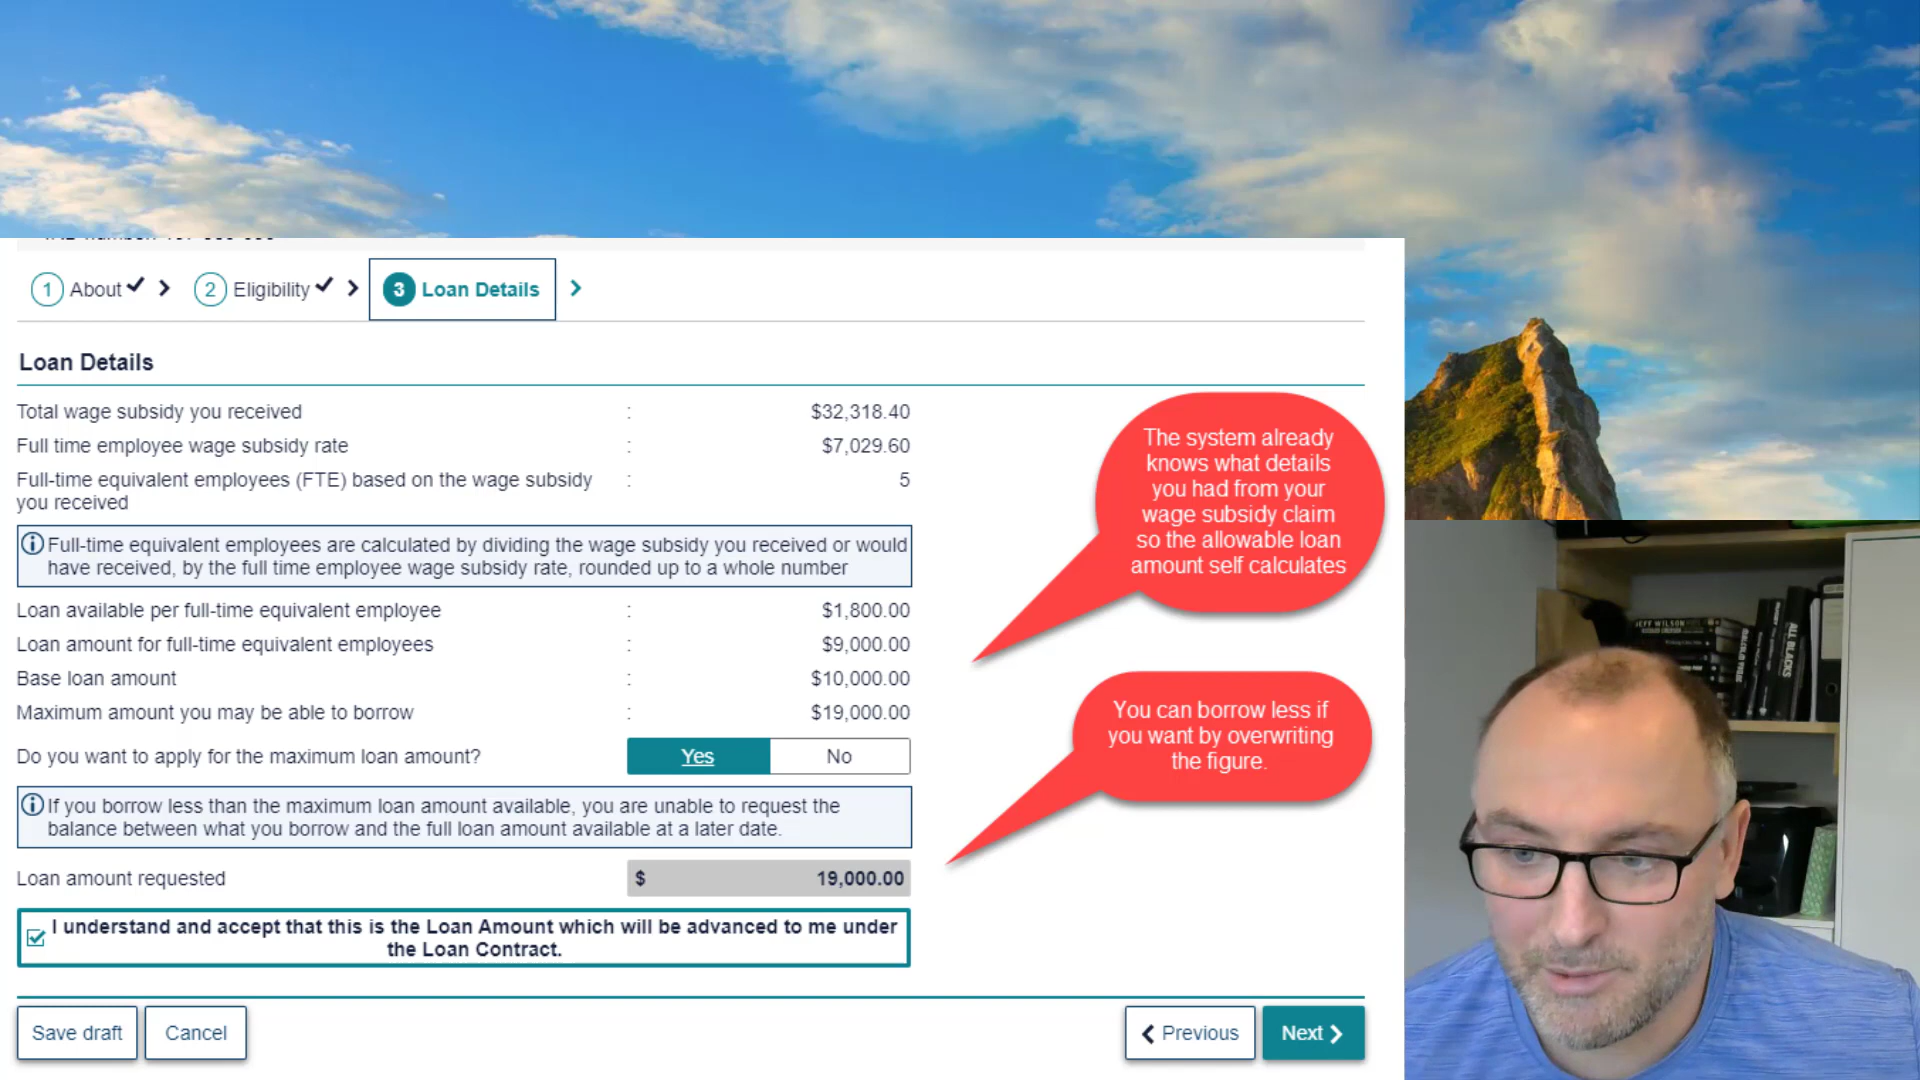 1 About
2 Eligibility
3 Loan Details
Loan Details
Total wage subsidy you received : $32,318.40
Full time employee wage subsidy rate : $7,029.60
Full-time equivalent employees (FTE) based on the wage subsidy : 5
you received
Full-time equivalent employees are calculated by dividing the wage subsidy you received or would
have received, by the full time employee wage subsidy rate, rounded up to a whole number
Loan available per full-time equivalent employee : $1,800.00
Loan amount for full-time equivalent employees : $9,000.00
Base loan amount : $10,000.00
Maximum amount you may be able to borrow : $19,000.00
Do you want to apply for the maximum loan amount? Yes No
If you borrow less than the maximum loan amount available, you are unable to request the
balance between what you borrow and the full loan amount available at a later date.
Loan amount requested $ 19,000.00
I understand and accept that this is the Loan Amount which will be advanced to me under
the Loan Contract.
Save draft
Cancel
Previous
Next
The system already
knows what details
you had from your
wage subsidy claim
so the allowable loan
amount self calculates
You can borrow less if
you want by overwriting
the figure.
JEFF WILSON
ALL BLACKS